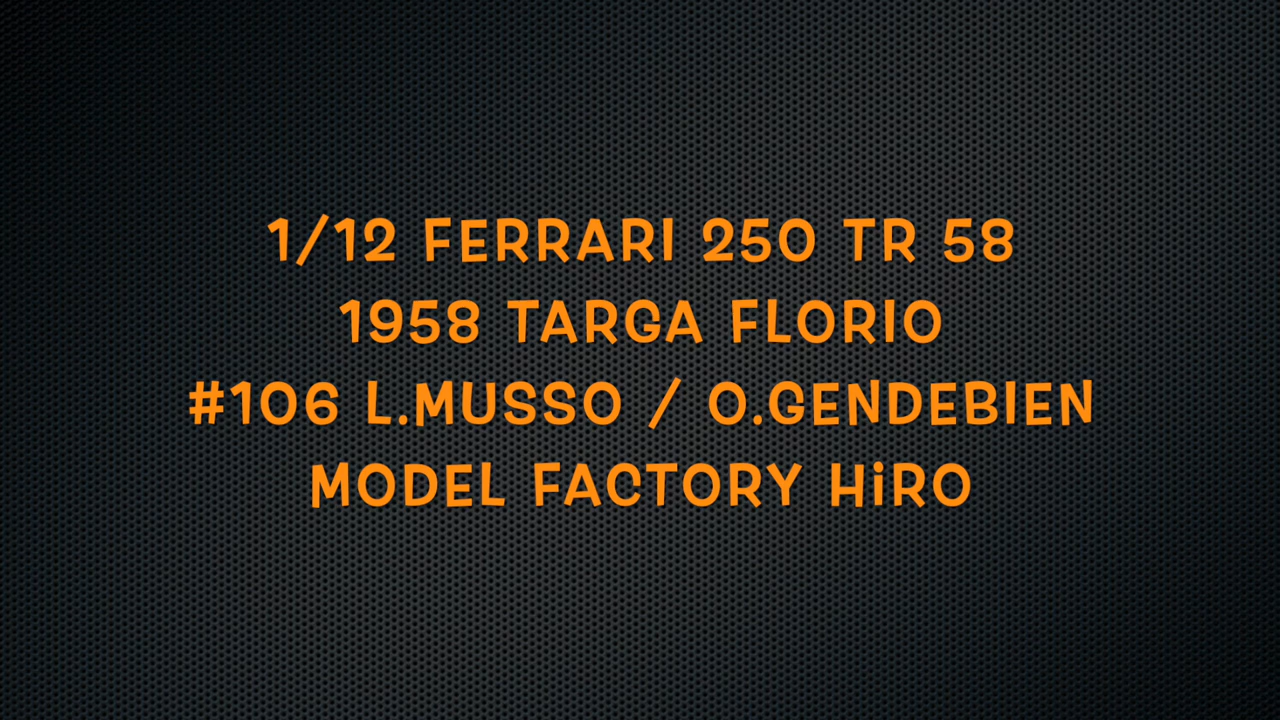 1/12 FERRARI 250 TR 58
1958 TARGA FLORIO
#106 L.MUSSO / O.GENDEBIEN
MODEL FACTORY HiRO